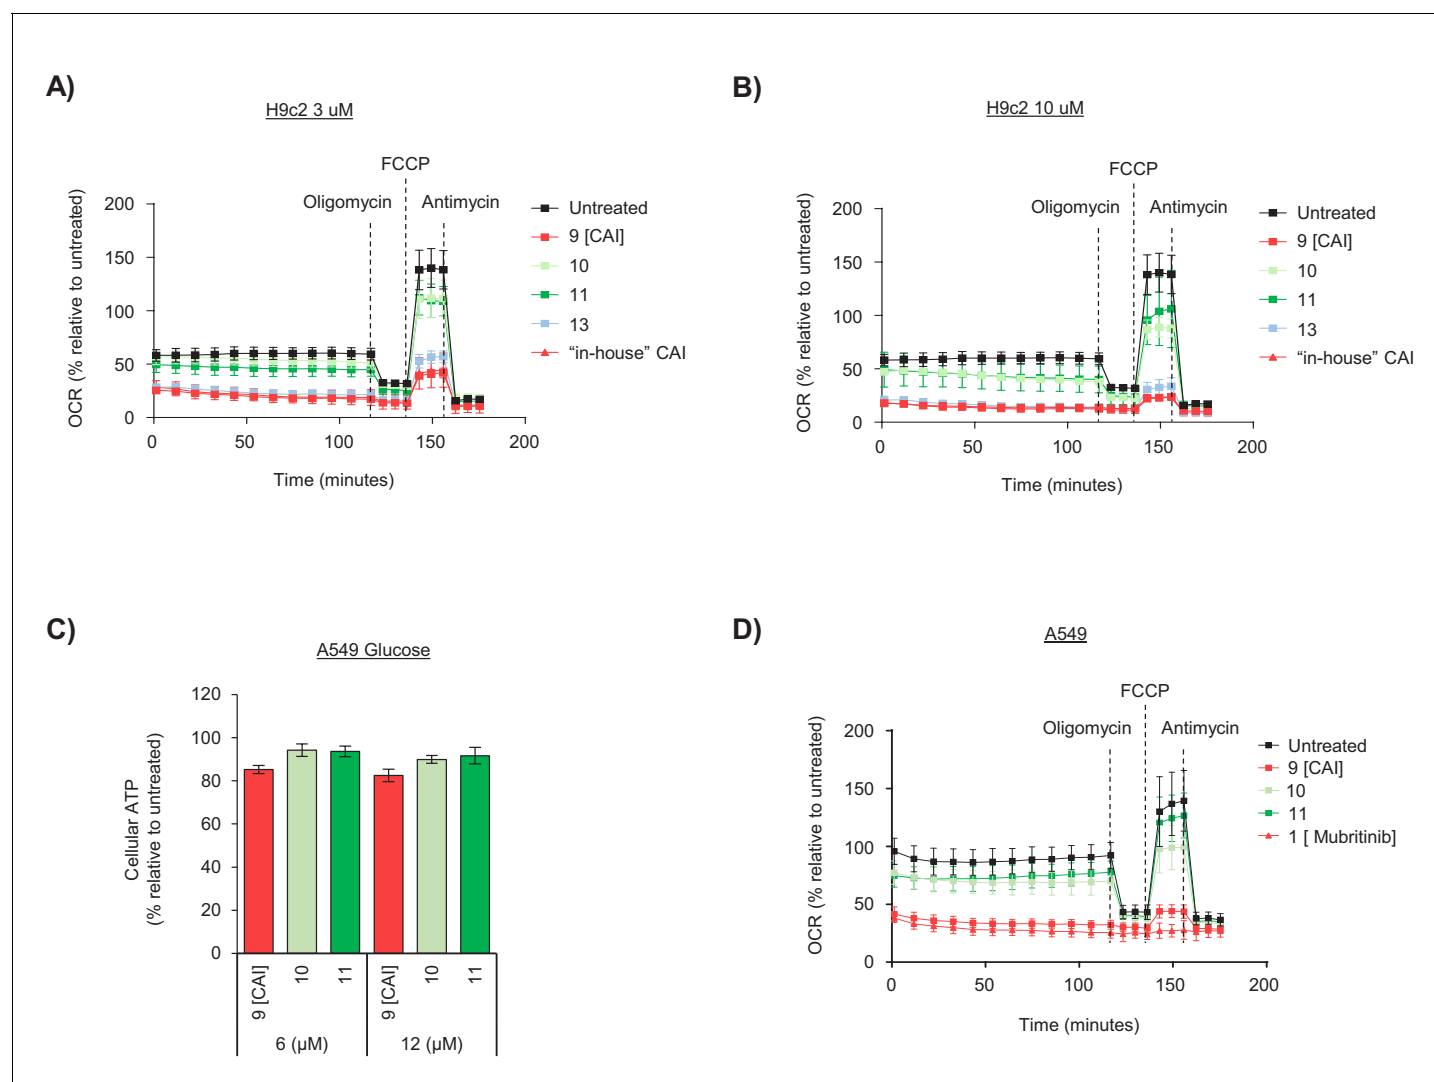 A)
H9c2 3 uM
FCCP
Oligomycin
Antimycin
OCR (% relative to untreated)
200
150
100
50
0
0
50
100
150
200
Time (minutes)
Untreated
9 [CAI]
10
11
13
“in-house” CAI
B)
H9c2 10 uM
FCCP
Oligomycin
Antimycin
OCR (% relative to untreated)
200
150
100
50
0
0
50
100
150
200
Time (minutes)
Untreated
9 [CAI]
10
11
13
“in-house” CAI
C)
A549 Glucose
Cellular ATP
(% relative to untreated)
120
100
80
60
40
20
0
9 [CAI]
10
11
9 [CAI]
10
11
6 (µM)
12 (µM)
D)
A549
FCCP
Oligomycin
Antimycin
OCR (% relative to untreated)
200
150
100
50
0
0
50
100
150
200
Time (minutes)
Untreated
9 [CAI]
10
11
1 [ Mubritinib]